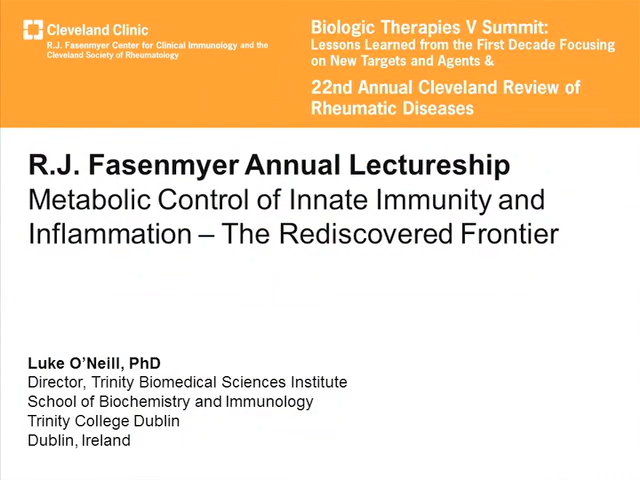 Cleveland Clinic
R.J. Fasenmyer Center for Clinical Immunology and the
Cleveland Society of Rheumatology
Biologic Therapies V Summit:
Lessons Learned from the First Decade Focusing
on New Targets and Agents &
22nd Annual Cleveland Review of
Rheumatic Diseases
R.J. Fasenmyer Annual Lectureship
Metabolic Control of Innate Immunity and
Inflammation – The Rediscovered Frontier
Luke O'Neill, PhD
Director, Trinity Biomedical Sciences Institute
School of Biochemistry and Immunology
Trinity College Dublin
Dublin, Ireland